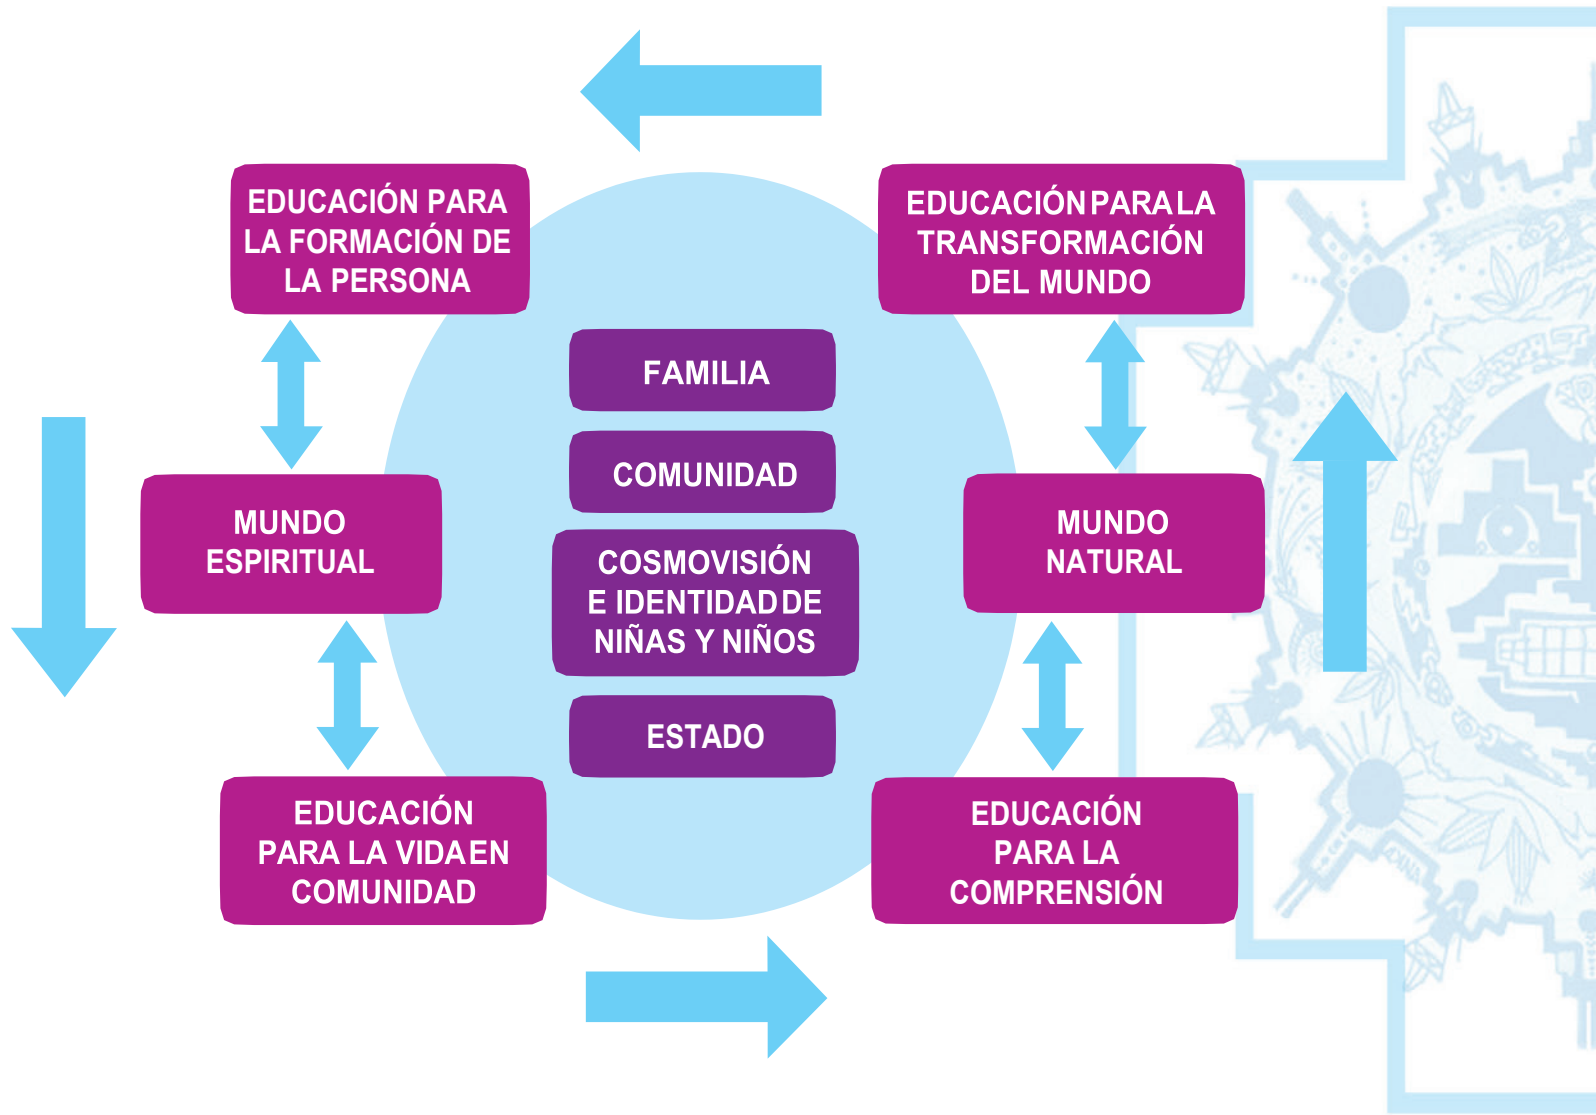 EDUCACIÓN PARA
LA FORMACIÓN DE
LA PERSONA
EDUCACIÓN PARA LA
TRANSFORMACIÓN
DEL MUNDO
FAMILIA
COMUNIDAD
MUNDO
ESPIRITUAL
COSMOVISIÓN
E IDENTIDAD DE
NIÑAS Y NIÑOS
MUNDO
NATURAL
ESTADO
EDUCACIÓN
PARA LA VIDA EN
COMUNIDAD
EDUCACIÓN
PARA LA
COMPRENSIÓN